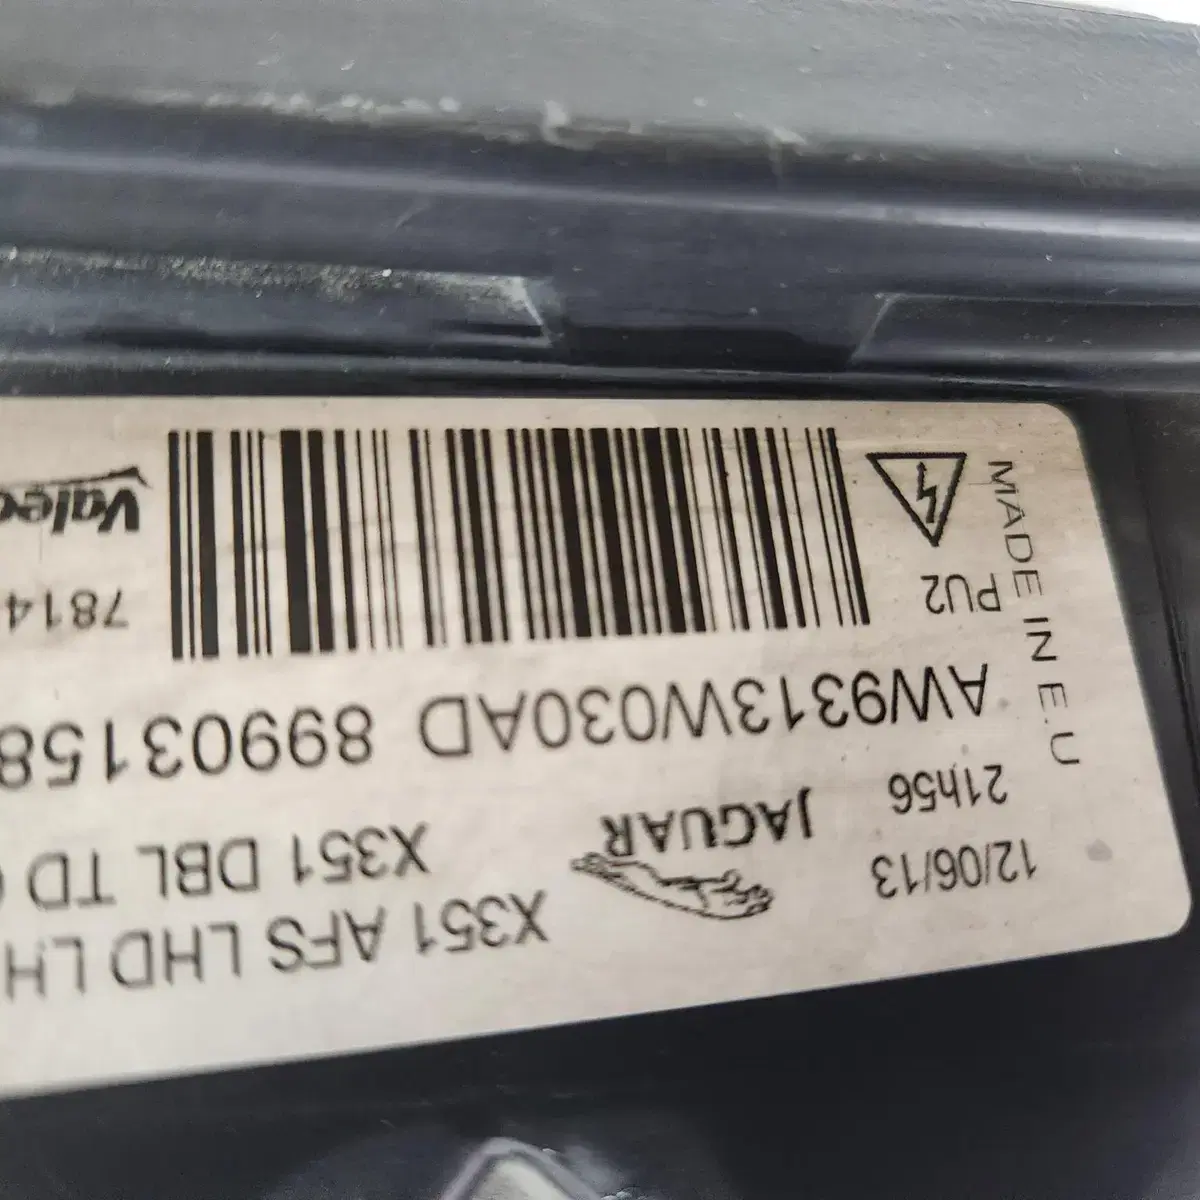 X351 AFS LHD LH
12/06/13
X351 DBL TD
JAGUAR
21h56
AW9313W030AD 89903158
MADE IN E.U
PU2
7814
Valeo